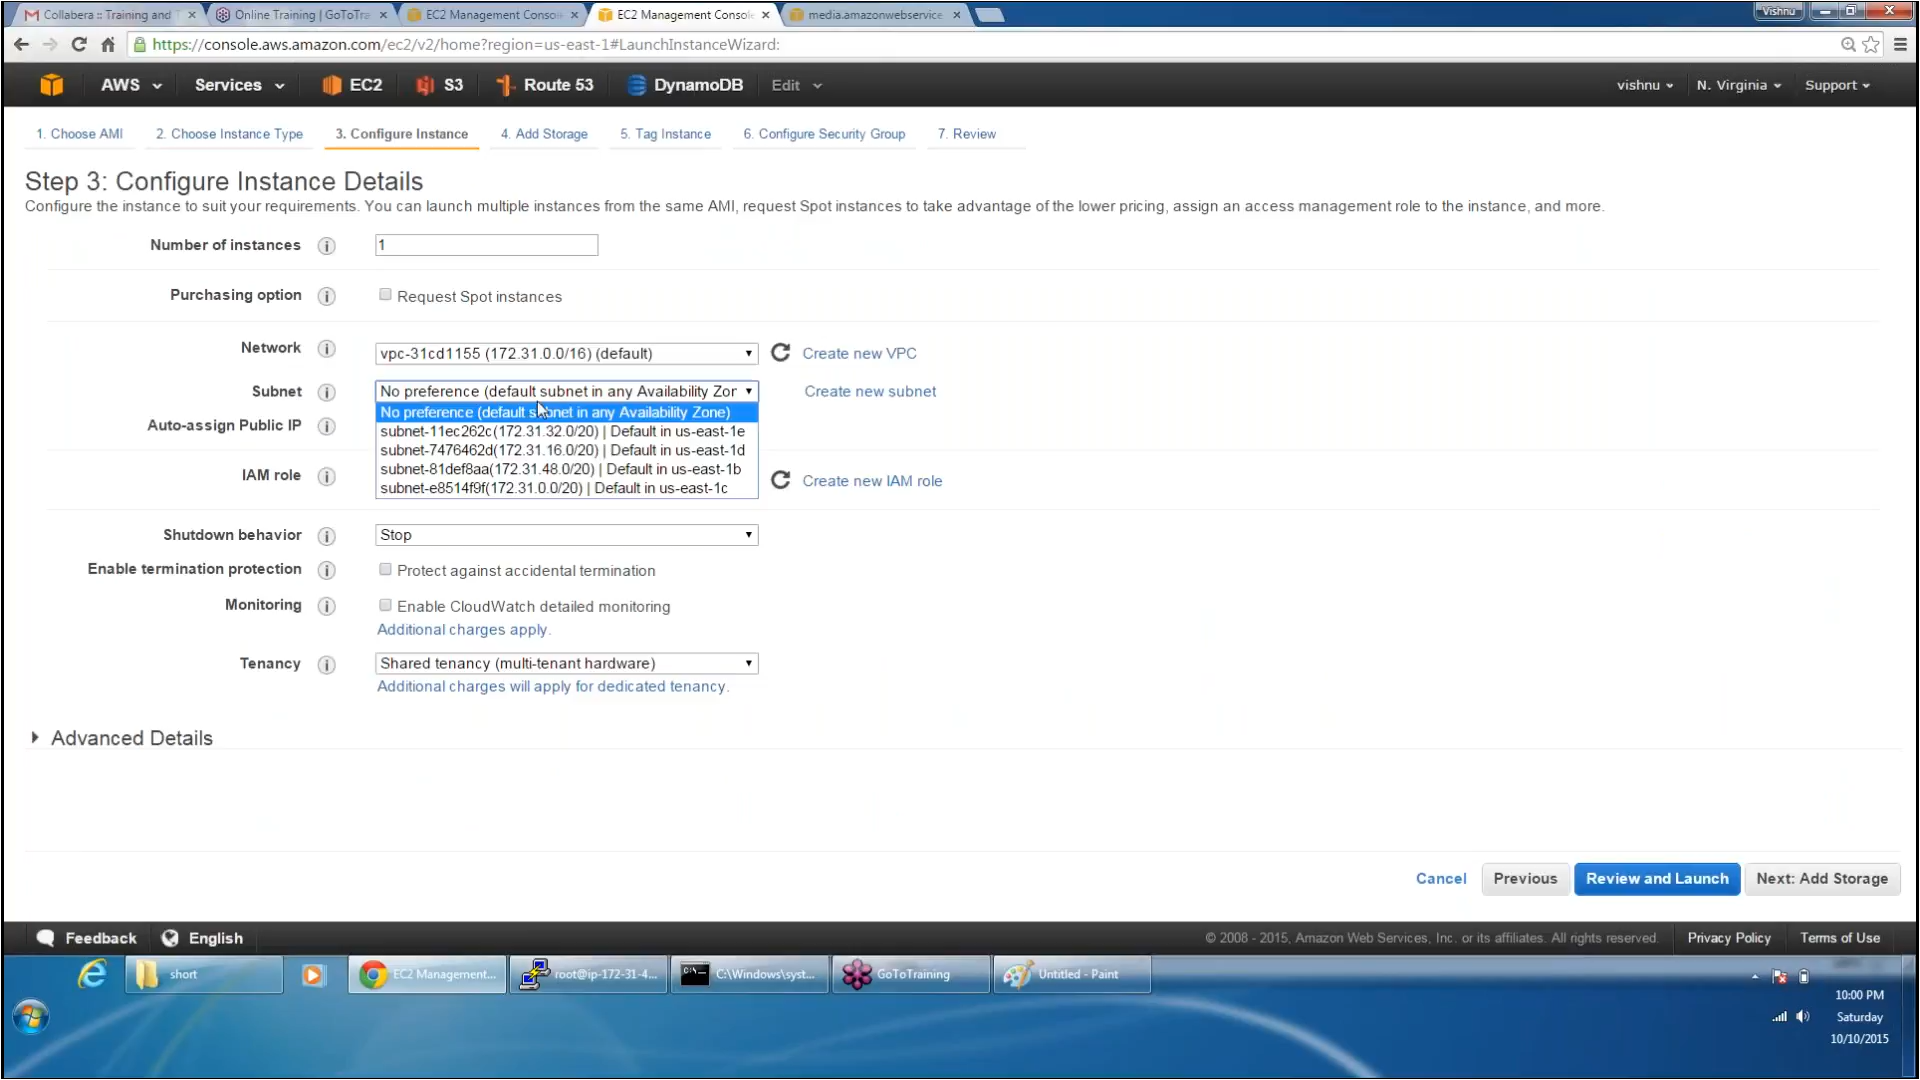 Collabera :: Training and T
Online Training | GoToTra
EC2 Management Consol
EC2 Management Consol
media.amazonwebservice
Vishnu
https://console.aws.amazon.com/ec2/v2/home?region=us-east-1#LaunchInstanceWizard:
AWS
Services
EC2
S3
Route 53
DynamoDB
Edit
vishnu
N. Virginia
Support
1. Choose AMI
2. Choose Instance Type
3. Configure Instance
4. Add Storage
5. Tag Instance
6. Configure Security Group
7. Review
Step 3: Configure Instance Details
Configure the instance to suit your requirements. You can launch multiple instances from the same AMI, request Spot instances to take advantage of the lower pricing, assign an access management role to the instance, and more.
Number of instances
1
Purchasing option
Request Spot instances
Network
vpc-31cd1155 (172.31.0.0/16) (default)
Create new VPC
Subnet
No preference (default subnet in any Availability Zor
Create new subnet
No preference (default subnet in any Availability Zone)
Auto-assign Public IP
subnet-11ec262c(172.31.32.0/20) | Default in us-east-1e
subnet-7476462d(172.31.16.0/20) | Default in us-east-1d
subnet-81def8aa(172.31.48.0/20) | Default in us-east-1b
subnet-e8514f9f(172.31.0.0/20) | Default in us-east-1c
IAM role
Create new IAM role
Shutdown behavior
Stop
Enable termination protection
Protect against accidental termination
Monitoring
Enable CloudWatch detailed monitoring
Additional charges apply.
Tenancy
Shared tenancy (multi-tenant hardware)
Additional charges will apply for dedicated tenancy.
Advanced Details
Cancel
Previous
Review and Launch
Next: Add Storage
Feedback
English
© 2008 - 2015, Amazon Web Services, Inc. or its affiliates. All rights reserved.
Privacy Policy
Terms of Use
short
EC2 Management...
root@ip-172-31-4...
C:\Windows\syst...
GoToTraining
Untitled - Paint
10:00 PM
Saturday
10/10/2015